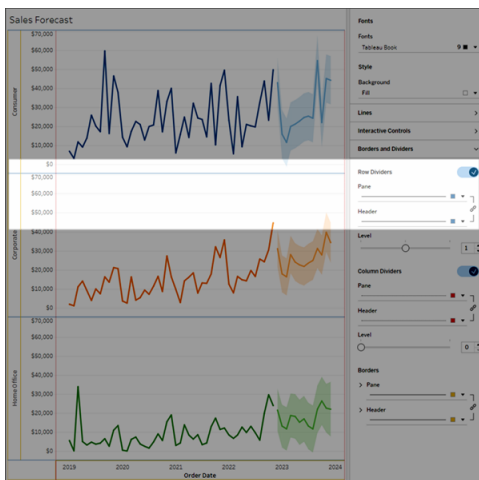 Sales Forecast
Consumer
$70,000
$60,000
$50,000
$40,000
$30,000
$20,000
$10,000
$0
Corporate
$70,000
$60,000
$50,000
$40,000
$30,000
$20,000
$10,000
$0
Home Office
$70,000
$60,000
$50,000
$40,000
$30,000
$20,000
$10,000
$0
2019 2020 2021 2022 2023 2024
Order Date
Fonts
Fonts
Tableau Book 9
Style
Background
Fill
Lines
Interactive Controls
Borders and Dividers
Row Dividers
Pane
Header
Level
1
Column Dividers
Pane
Header
Level
0
Borders
Pane
Header